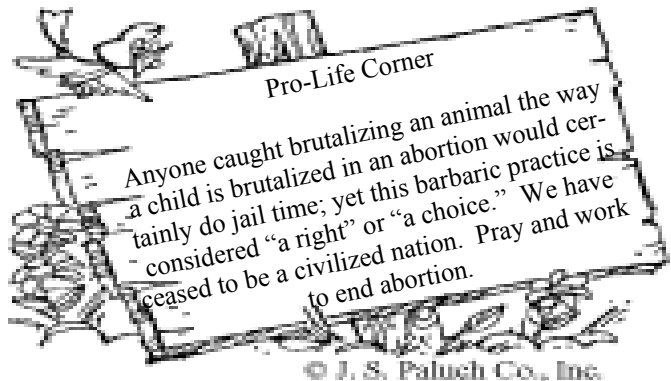 Pro-Life Corner
Anyone caught brutalizing an animal the way
a child is brutalized in an abortion would cer-
tainly do jail time; yet this barbaric practice is
considered “a right” or “a choice.” We have
ceased to be a civilized nation. Pray and work
to end abortion.
© J. S. Paluch Co., Inc.